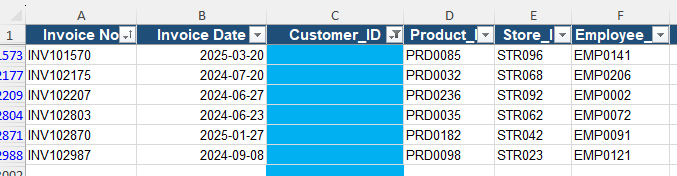 A B C D E F
1 Invoice No Invoice Date Customer_ID Product_ Store_I Employee_
1573 INV101570 2025-03-20 PRD0085 STR096 EMP0141
2177 INV102175 2024-07-20 PRD0032 STR068 EMP0206
2209 INV102207 2024-06-27 PRD0236 STR092 EMP0002
2804 INV102803 2024-06-23 PRD0035 STR062 EMP0072
2871 INV102870 2025-01-27 PRD0182 STR042 EMP0091
2988 INV102987 2024-09-08 PRD0098 STR023 EMP0121